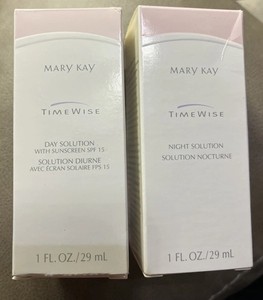 MARY KAY
TIMEWISE
DAY SOLUTION
WITH SUNSCREEN SPF 15
SOLUTION DIURNE
AVEC ÉCRAN SOLAIRE FPS 15
1 FL. OZ./29 mL
MARY KAY
TIMEWISE
NIGHT SOLUTION
SOLUTION NOCTURNE
1 FL. OZ./29 mL